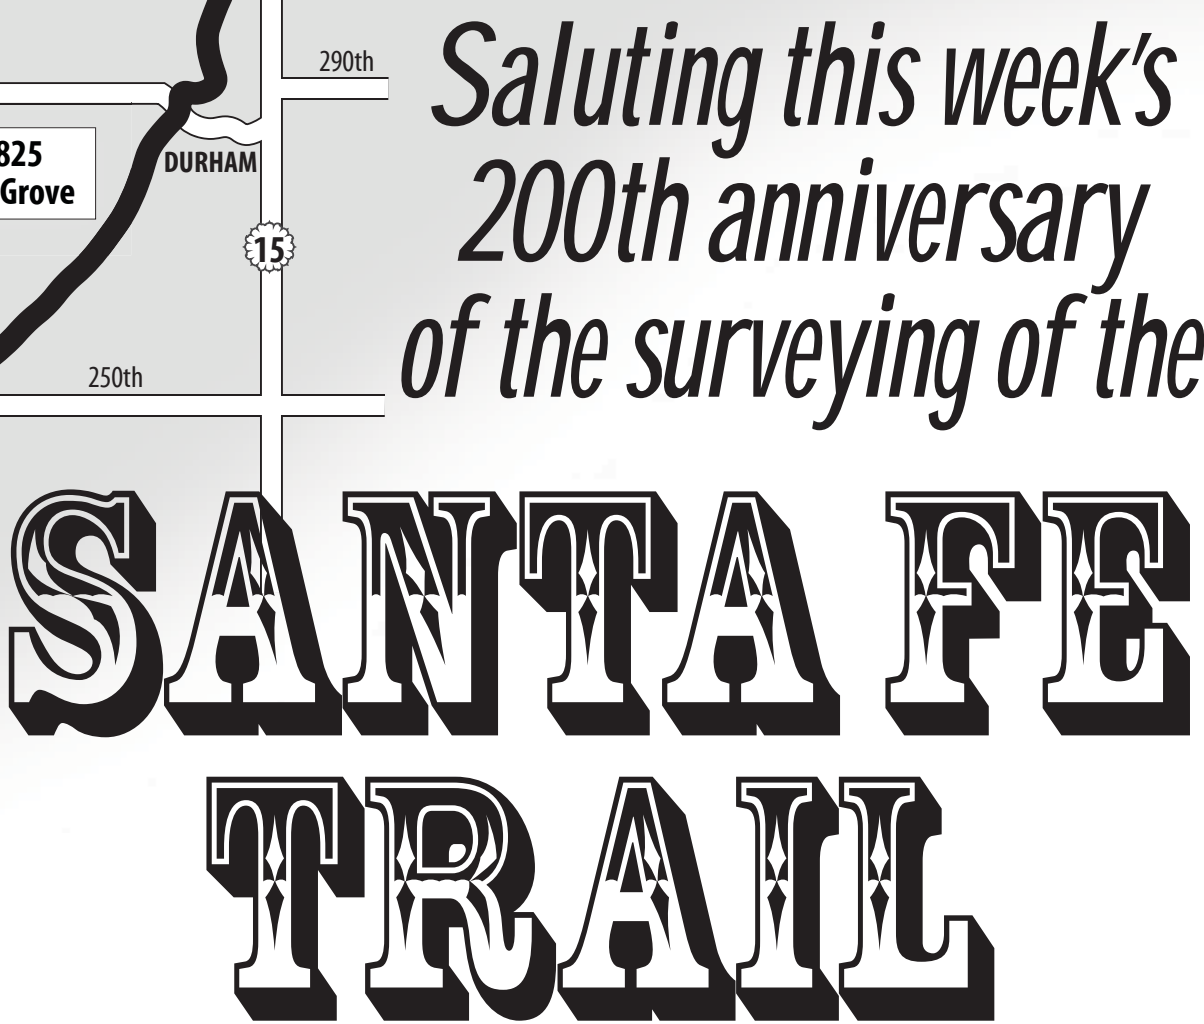 290th
825
Grove
DURHAM
15
250th
Saluting this week's
200th anniversary
of the surveying of the
SANTA FE
TRAIL